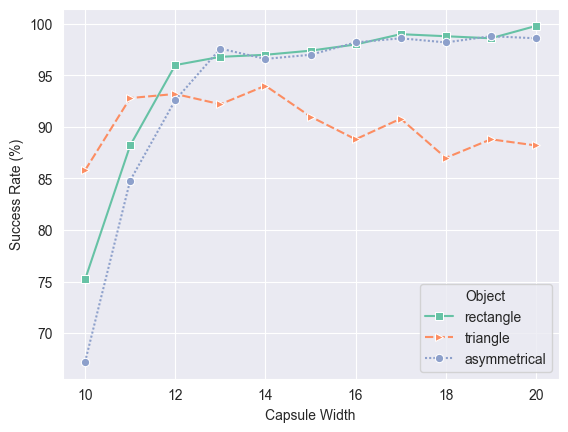 100
95
90
85
80
75
70
Success Rate (%)
10 12 14 16 18 20
Capsule Width
Object
rectangle
triangle
asymmetrical